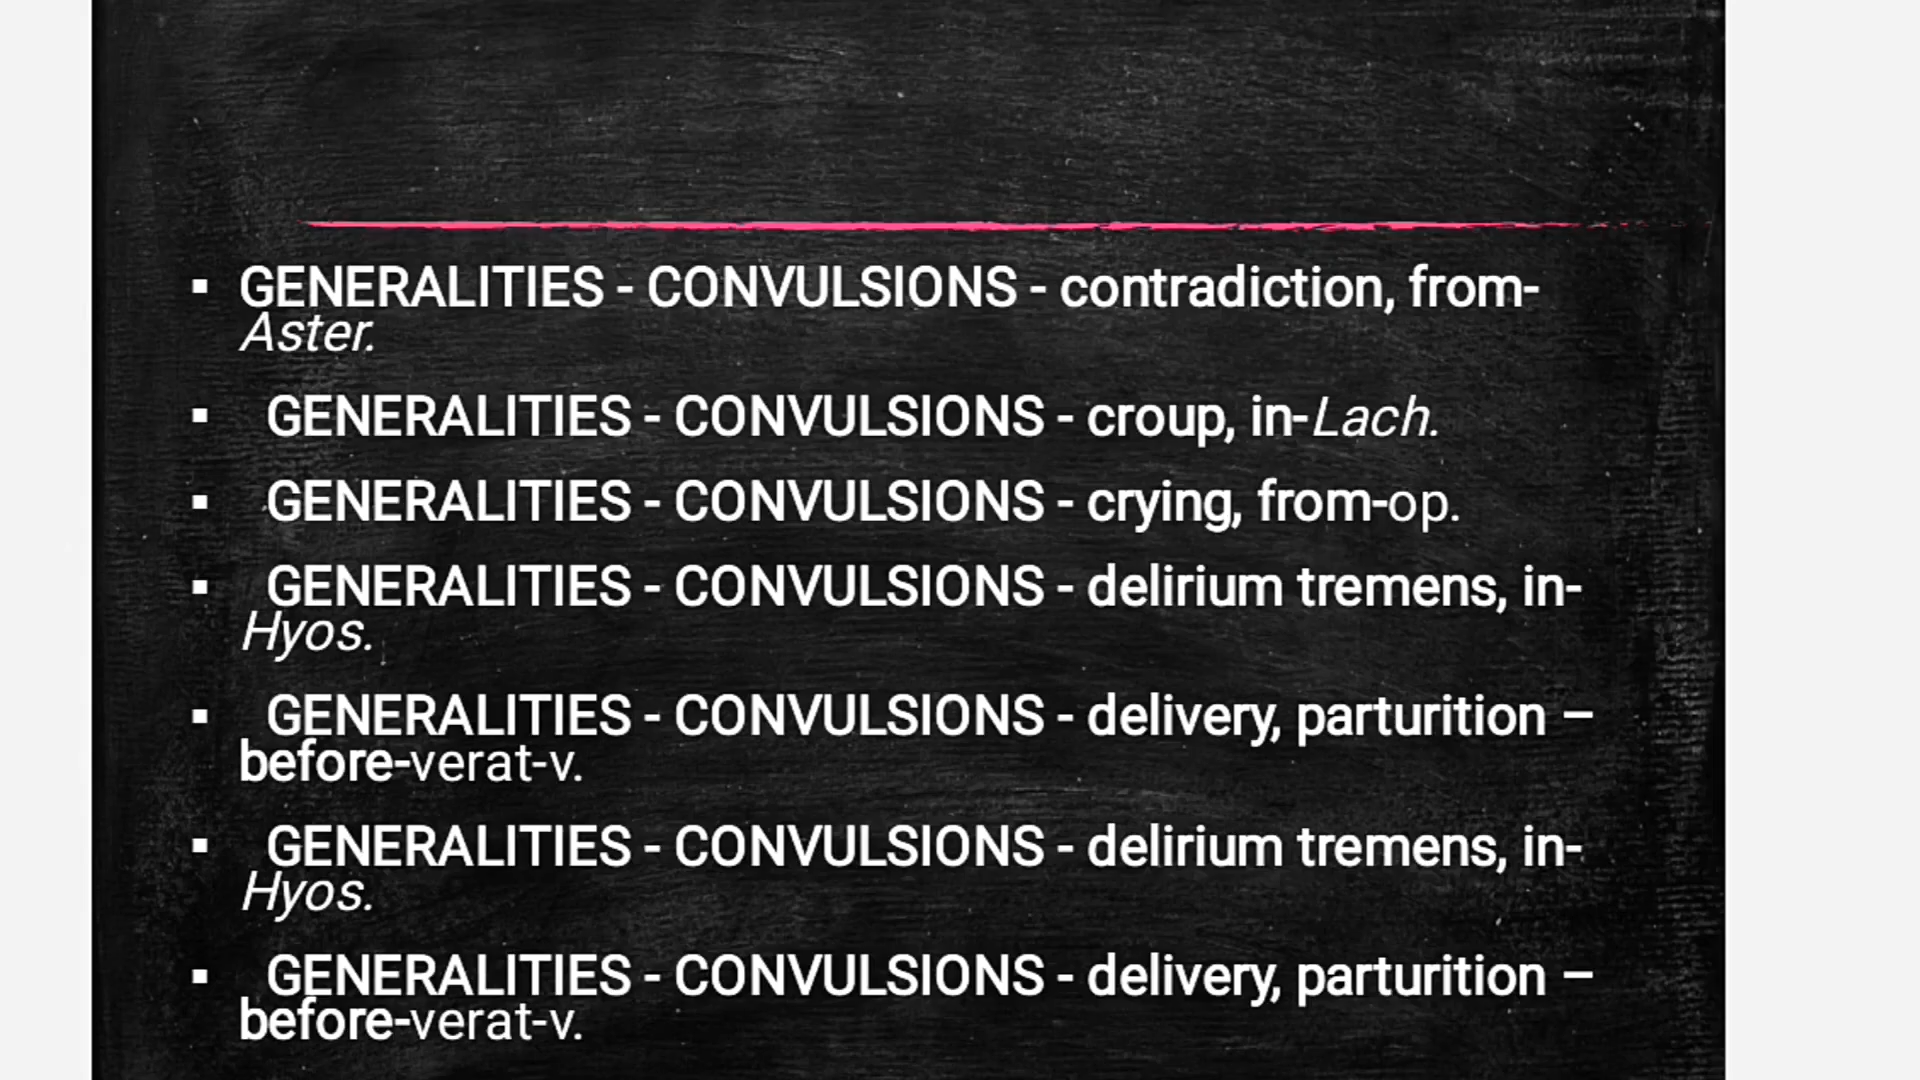 ▪ GENERALITIES - CONVULSIONS - contradiction, from-
Aster.
▪ GENERALITIES - CONVULSIONS - croup, in-Lach.
▪ GENERALITIES - CONVULSIONS - crying, from-op.
▪ GENERALITIES - CONVULSIONS - delirium tremens, in-
Hyos.
▪ GENERALITIES - CONVULSIONS - delivery, parturition –
before-verat-v.
▪ GENERALITIES - CONVULSIONS - delirium tremens, in-
Hyos.
▪ GENERALITIES - CONVULSIONS - delivery, parturition –
before-verat-v.